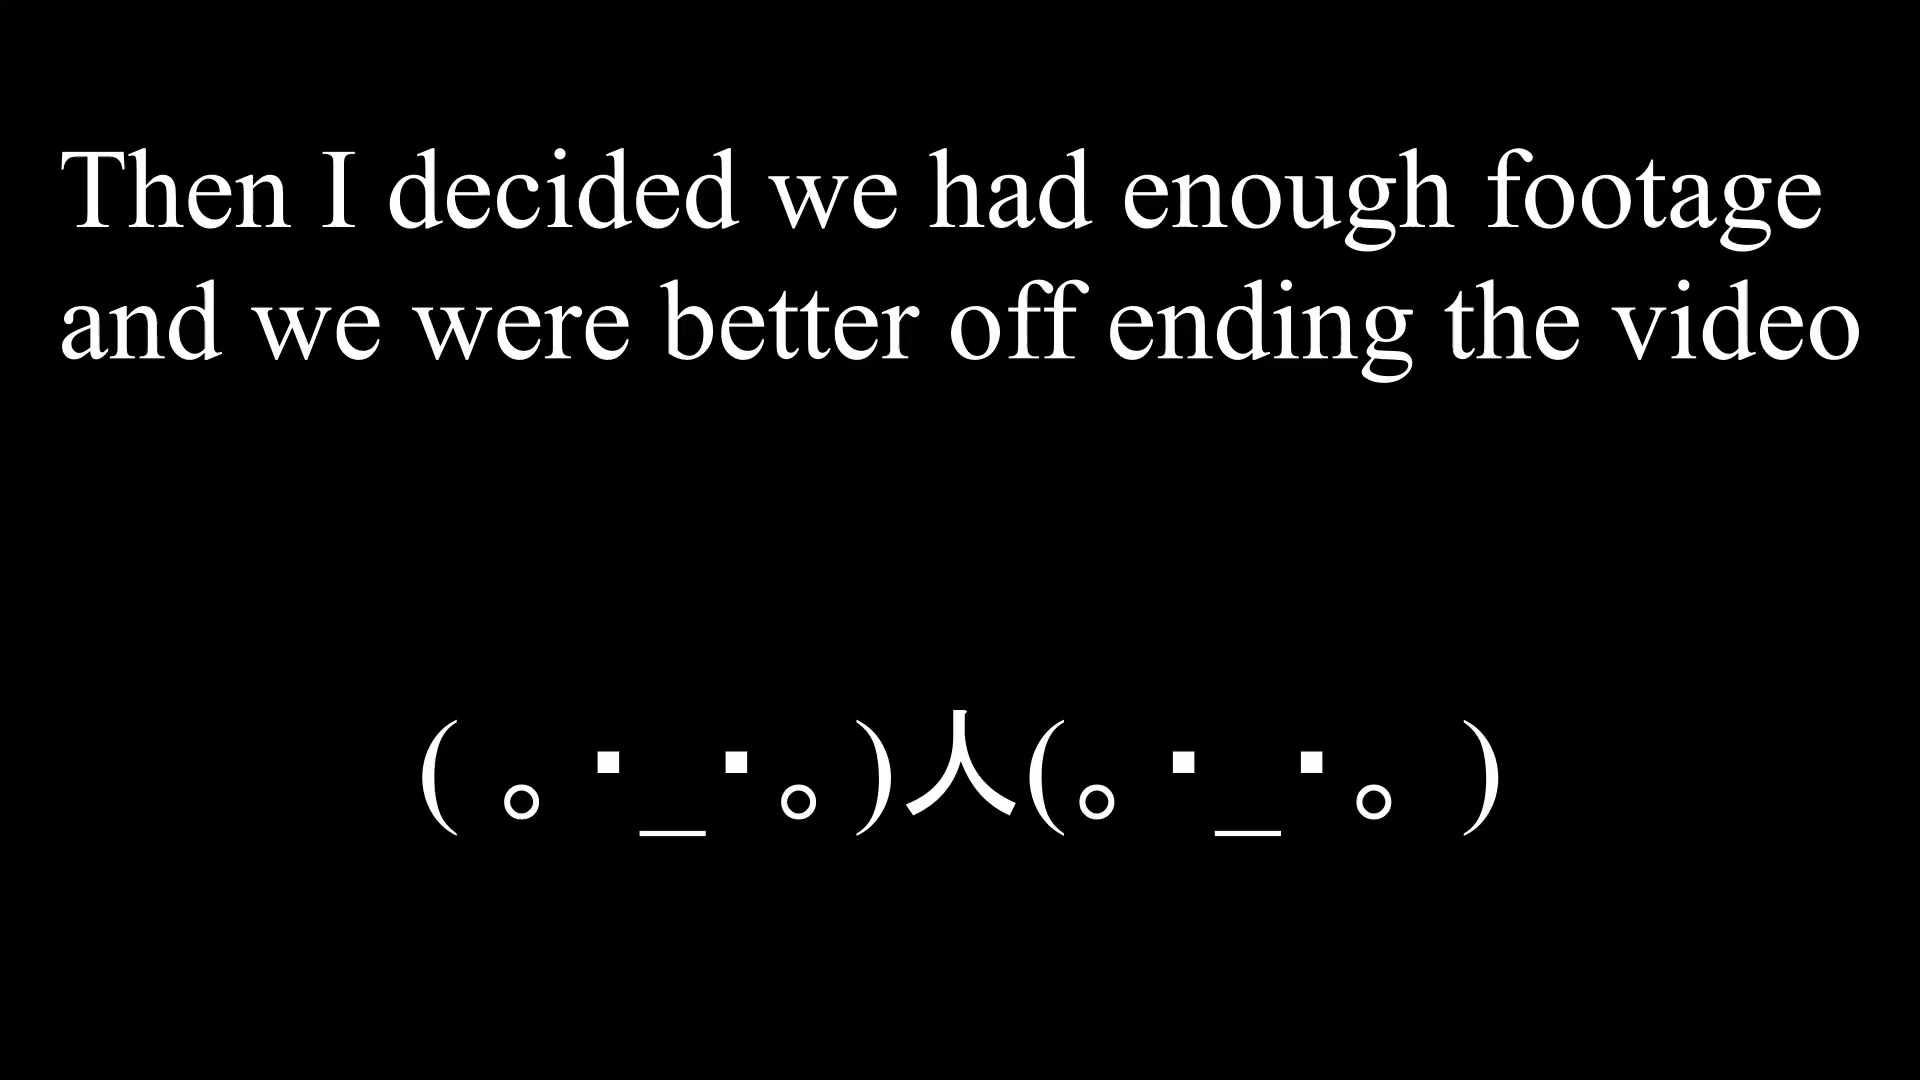 Then I decided we had enough footage
and we were better off ending the video
( 。･_･。)人(。･_･。 )